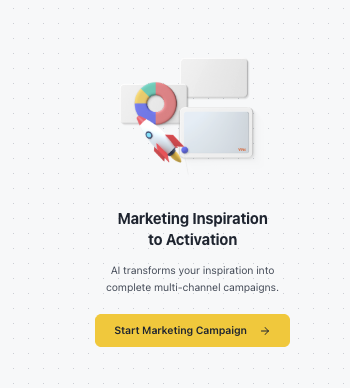 Marketing Inspiration
to Activation
AI transforms your inspiration into
complete multi-channel campaigns.
Start Marketing Campaign →